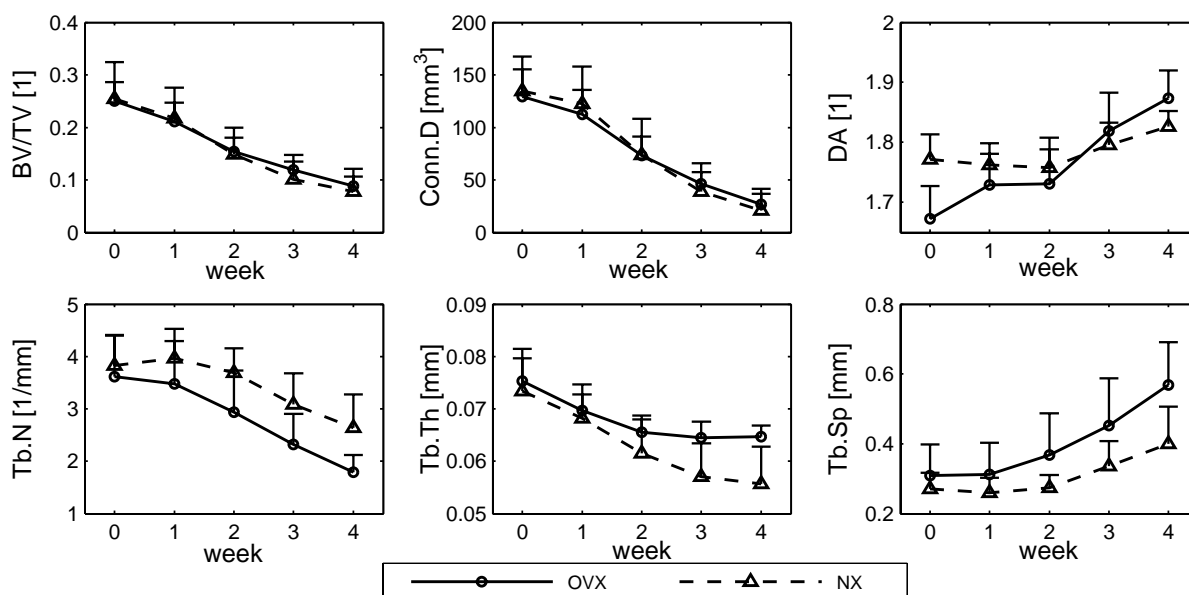 BV/TV [1]
0.4
0.3
0.2
0.1
0
0 1 2 3 4
week
Conn.D [mm³]
200
150
100
50
0
0 1 2 3 4
week
DA [1]
2
1.9
1.8
1.7
0 1 2 3 4
week
Tb.N [1/mm]
5
4
3
2
1
0 1 2 3 4
week
Tb.Th [mm]
0.09
0.08
0.07
0.06
0.05
0 1 2 3 4
week
Tb.Sp [mm]
0.8
0.6
0.4
0.2
0 1 2 3 4
week
OVX NX